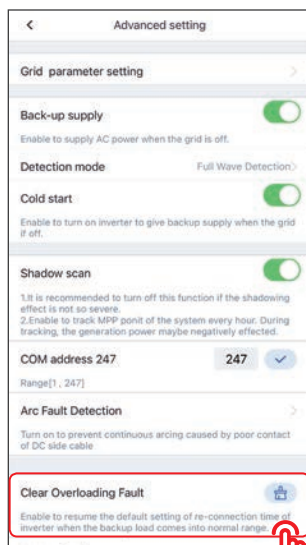 Advanced setting
Grid parameter setting
Back-up supply
Enable to supply AC power when the grid is off.
Detection mode Full Wave Detection
Cold start
Enable to turn on inverter to give backup supply when the grid
if off.
Shadow scan
1.It is recommended to turn off this function if the shadowing
effect is not so severe.
2.Enable to track MPP ponit of the system every hour. During
tracking, the generation power maybe negatively effected.
COM address 247 247
Range[1 , 247]
Arc Fault Detection
Turn on to prevent continuous arcing caused by poor contact
of DC side cable
Clear Overloading Fault
Enable to resume the default setting of re-connection time of
inverter when the backup load comes into normal range.